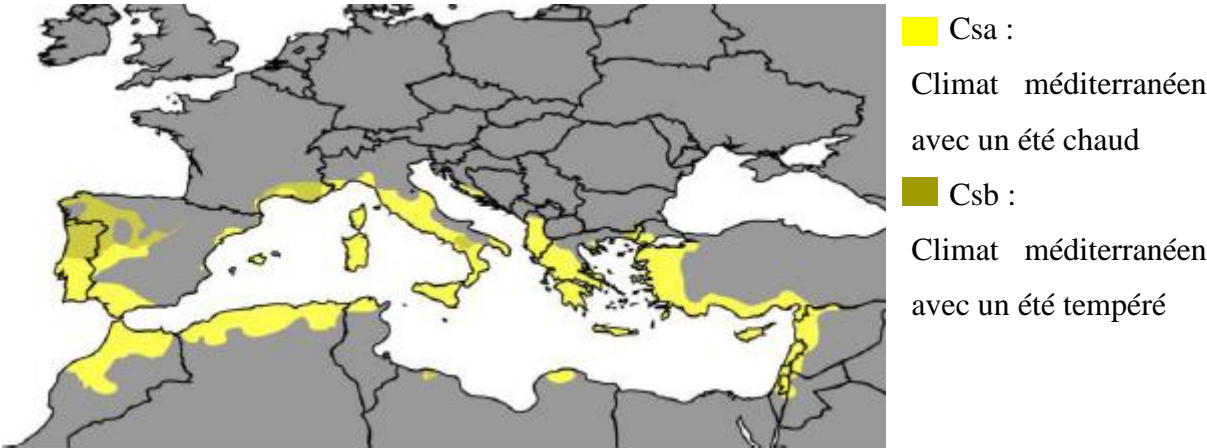 Csa :
Climat méditerranéen
avec un été chaud
Csb :
Climat méditerranéen
avec un été tempéré